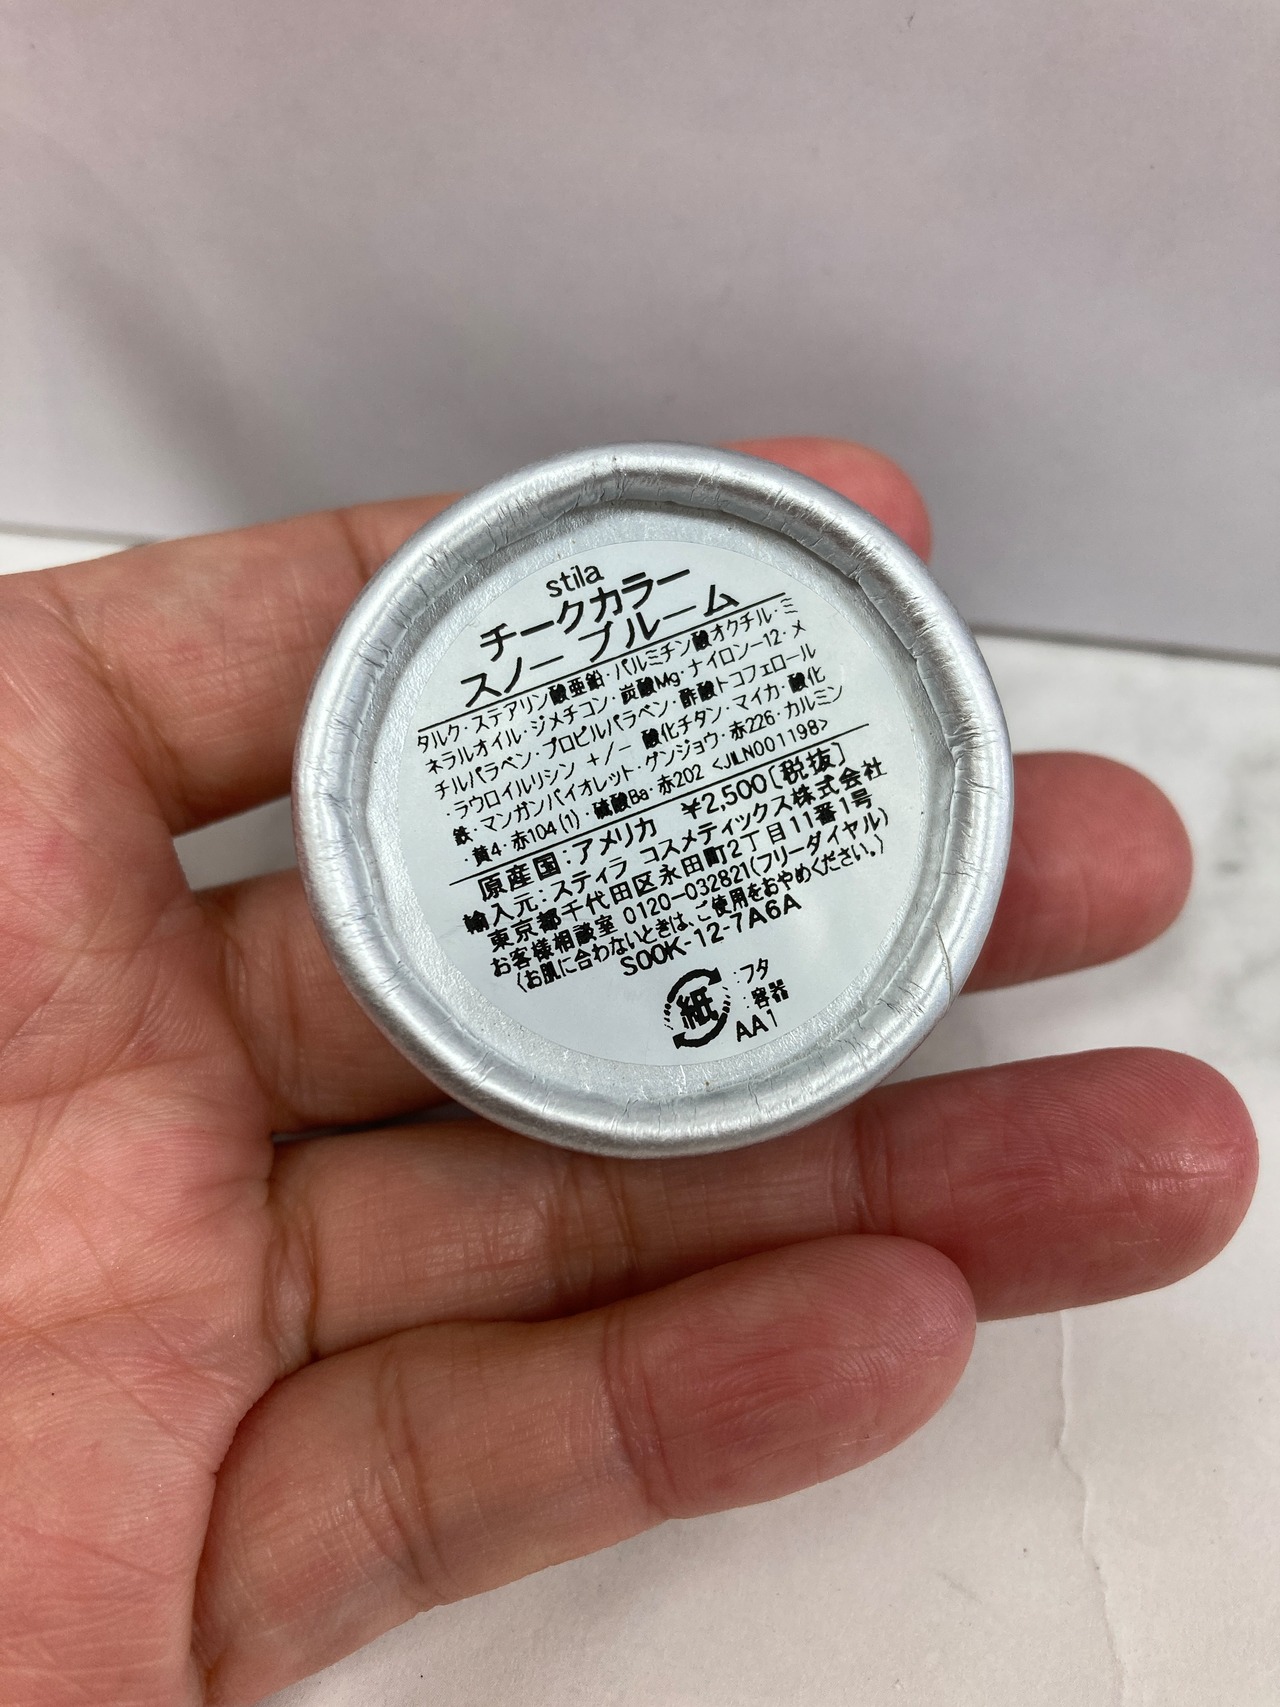 stila
チークカラー
スノー ブルーム
タルク・ステアリン酸亜鉛・パルミチン酸オクチル・ミ
ネラルオイル・ジメチコン・炭酸Mg・ナイロン−12・メ
チルパラベン・プロピルパラベン・酢酸トコフェロール
・ラウロイルリシン +/− 酸化チタン・マイカ・酸化
鉄・マンガンバイオレット・グンジョウ・赤226・カルミン
・黄4・赤104(1)・硫酸Ba・赤202 <JILN001198>
原産国:アメリカ ¥2,500[税抜]
輸入元:スティラ コスメティックス株式会社
東京都千代田区永田町2丁目11番1号
お客様相談室 0120−032821(フリーダイヤル)
(お肌に合わないときは、ご使用をおやめください。)
S00K-12-7A6A
紙 :フタ
:容器
AA1